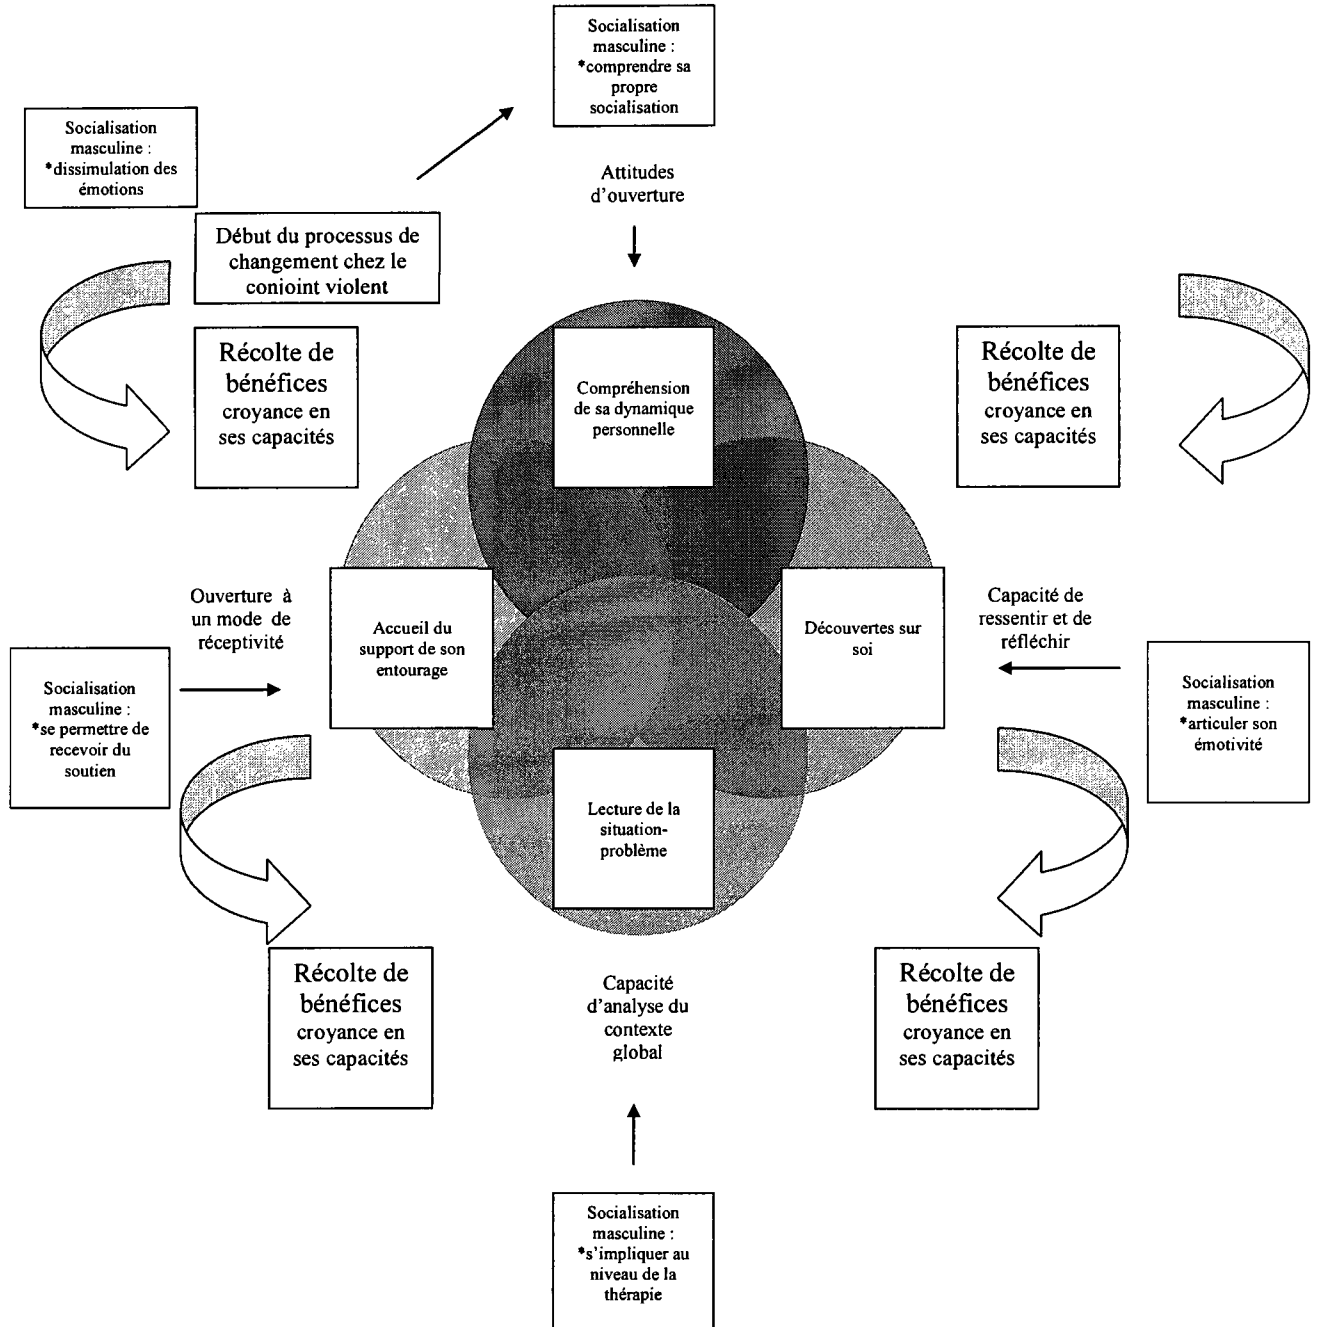 Socialisation
masculine :
*comprendre sa
propre
socialisation
Socialisation
masculine :
*dissimulation des
émotions
Attitudes
d'ouverture
Début du processus de
changement chez le
conjoint violent
Récolte de
bénéfices
croyance en
ses capacités
Récolte de
bénéfices
croyance en
ses capacités
Compréhension
de sa dynamique
personnelle
Ouverture à
un mode de
réceptivité
Accueil du
support de son
entourage
Découvertes sur
soi
Capacité de
ressentir et de
réfléchir
Socialisation
masculine :
*se permettre de
recevoir du
soutien
Socialisation
masculine :
*articuler son
émotivité
Lecture de la
situation-
problème
Récolte de
bénéfices
croyance en
ses capacités
Capacité
d'analyse du
contexte
global
Récolte de
bénéfices
croyance en
ses capacités
Socialisation
masculine :
*s'impliquer au
niveau de la
thérapie